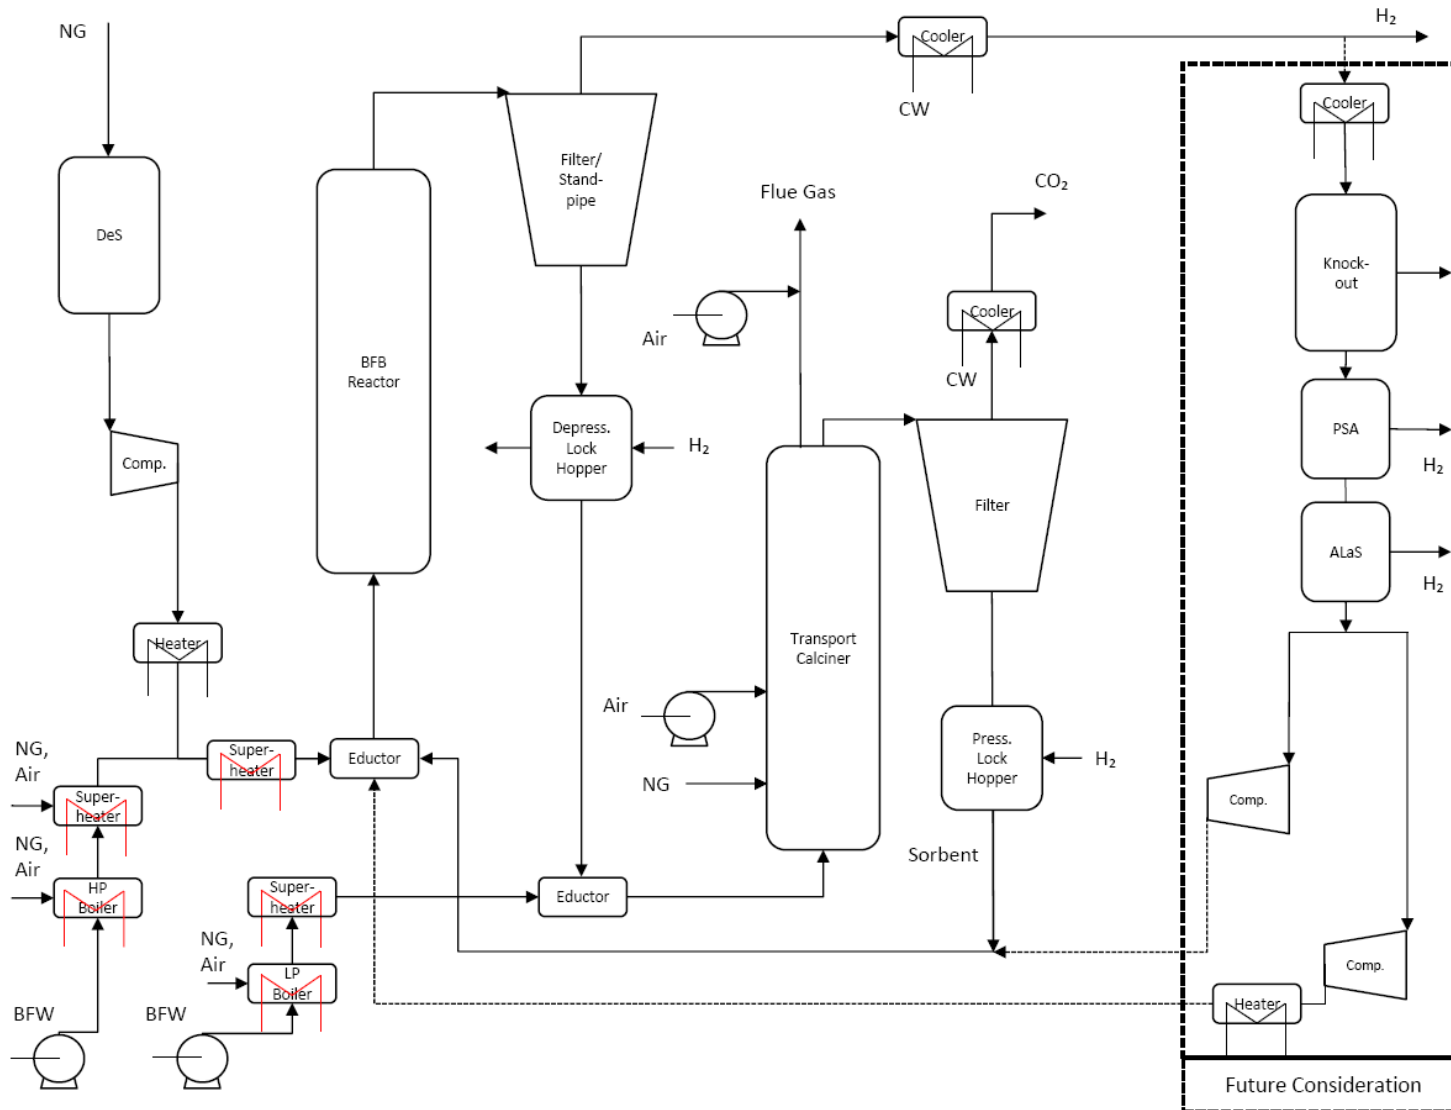 NG
H₂
Cooler
CW
Cooler
Filter/
Stand-
pipe
Flue Gas
CO₂
DeS
Knock-
out
Cooler
Air
CW
BFB
Reactor
Depress.
Lock
Hopper
H₂
PSA
H₂
Comp.
Filter
ALaS
H₂
Heater
Transport
Calciner
Air
NG,
Air
Super-
heater
Eductor
Press.
Lock
Hopper
H₂
NG
Super-
heater
Comp.
NG,
Air
HP
Boiler
Sorbent
Super-
heater
Eductor
NG,
Air
LP
Boiler
Comp.
Heater
BFW
BFW
Future Consideration